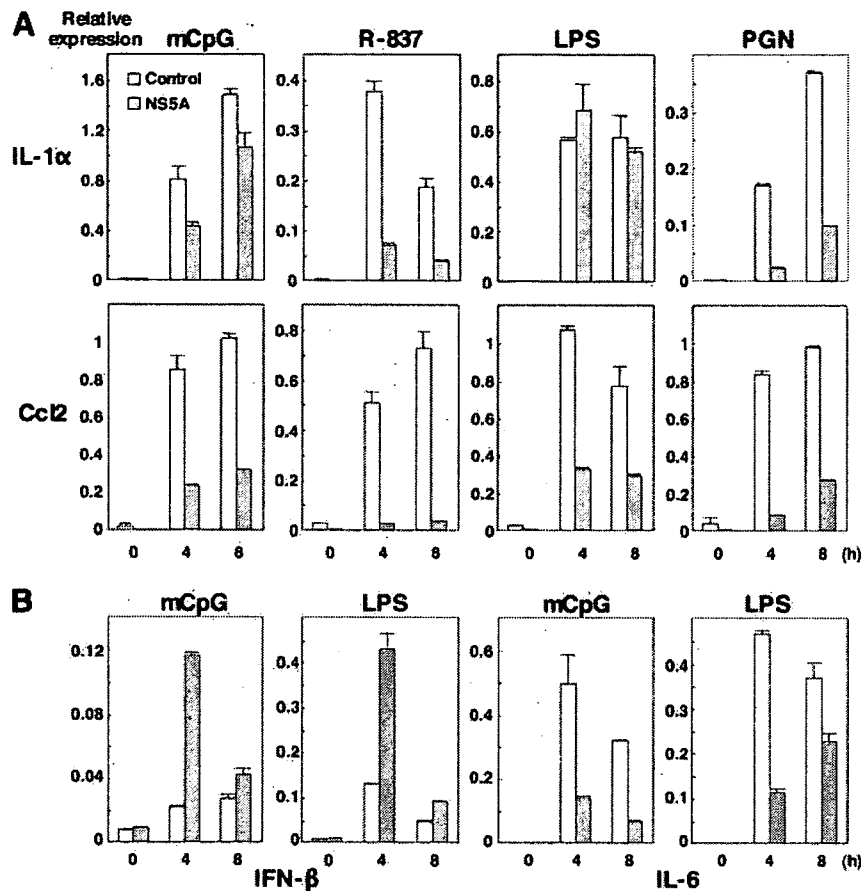 A
Relative expression
mCpG R-837 LPS PGN
Control
NS5A
IL-1α
1.6 1.2 0.8 0.4 0
0.4 0.3 0.2 0.1 0
0.8 0.6 0.4 0.2 0
0.3 0.2 0.1 0
Ccl2
1 0.8 0.6 0.4 0.2 0
0.8 0.6 0.4 0.2 0
1 0.8 0.6 0.4 0.2 0
1 0.8 0.6 0.4 0.2 0
0 4 8 0 4 8 0 4 8 0 4 8 (h)
B
mCpG LPS mCpG LPS
0.12 0.08 0.04 0
0.4 0.3 0.2 0.1 0
0.6 0.4 0.2 0
0.4 0.3 0.2 0.1 0
0 4 8 0 4 8 0 4 8 0 4 8 (h)
IFN-β IL-6